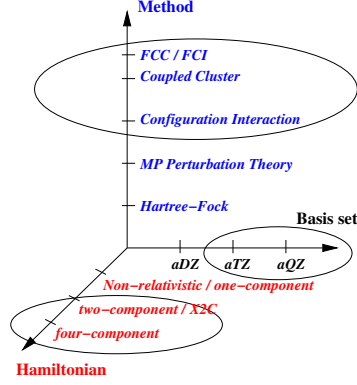 Method
FCC / FCI
Coupled Cluster
Configuration Interaction
MP Perturbation Theory
Hartree−Fock
Basis set
aDZ aTZ aQZ
Non−relativistic / one−component
two−component / X2C
four−component
Hamiltonian